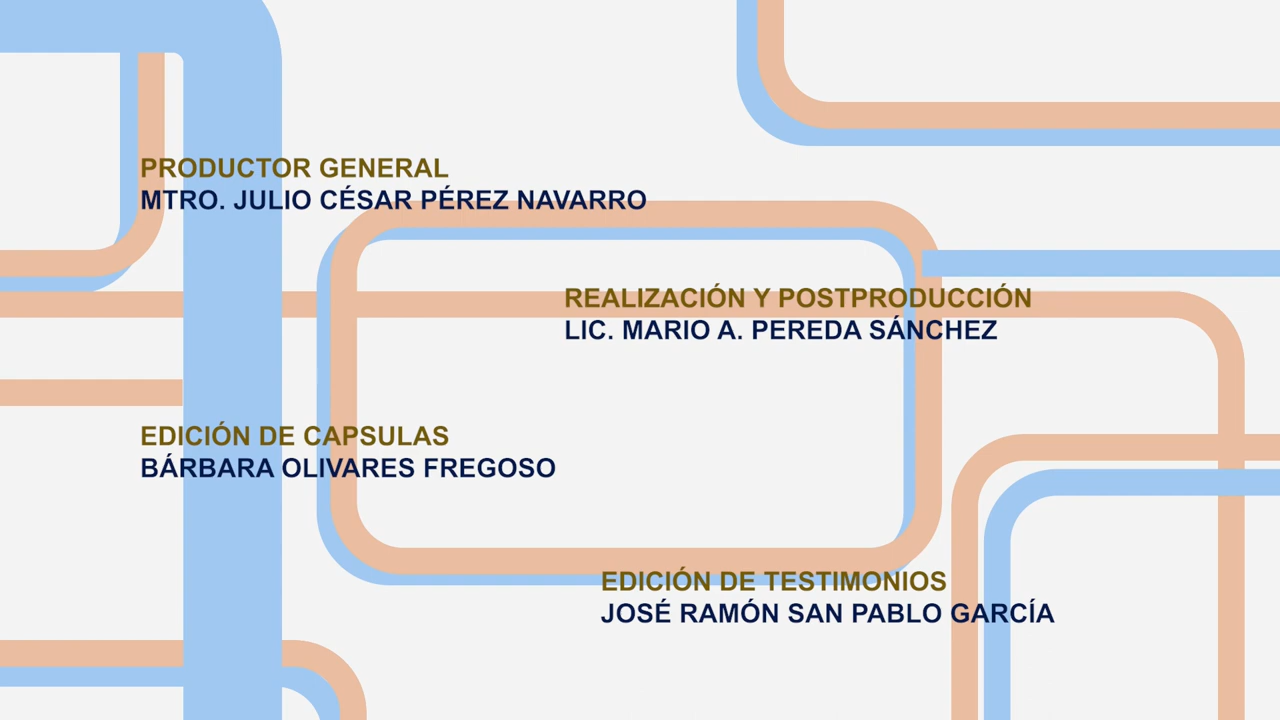 PRODUCTOR GENERAL
MTRO. JULIO CÉSAR PÉREZ NAVARRO
REALIZACIÓN Y POSTPRODUCCIÓN
LIC. MARIO A. PEREDA SÁNCHEZ
EDICIÓN DE CAPSULAS
BÁRBARA OLIVARES FREGOSO
EDICIÓN DE TESTIMONIOS
JOSÉ RAMÓN SAN PABLO GARCÍA